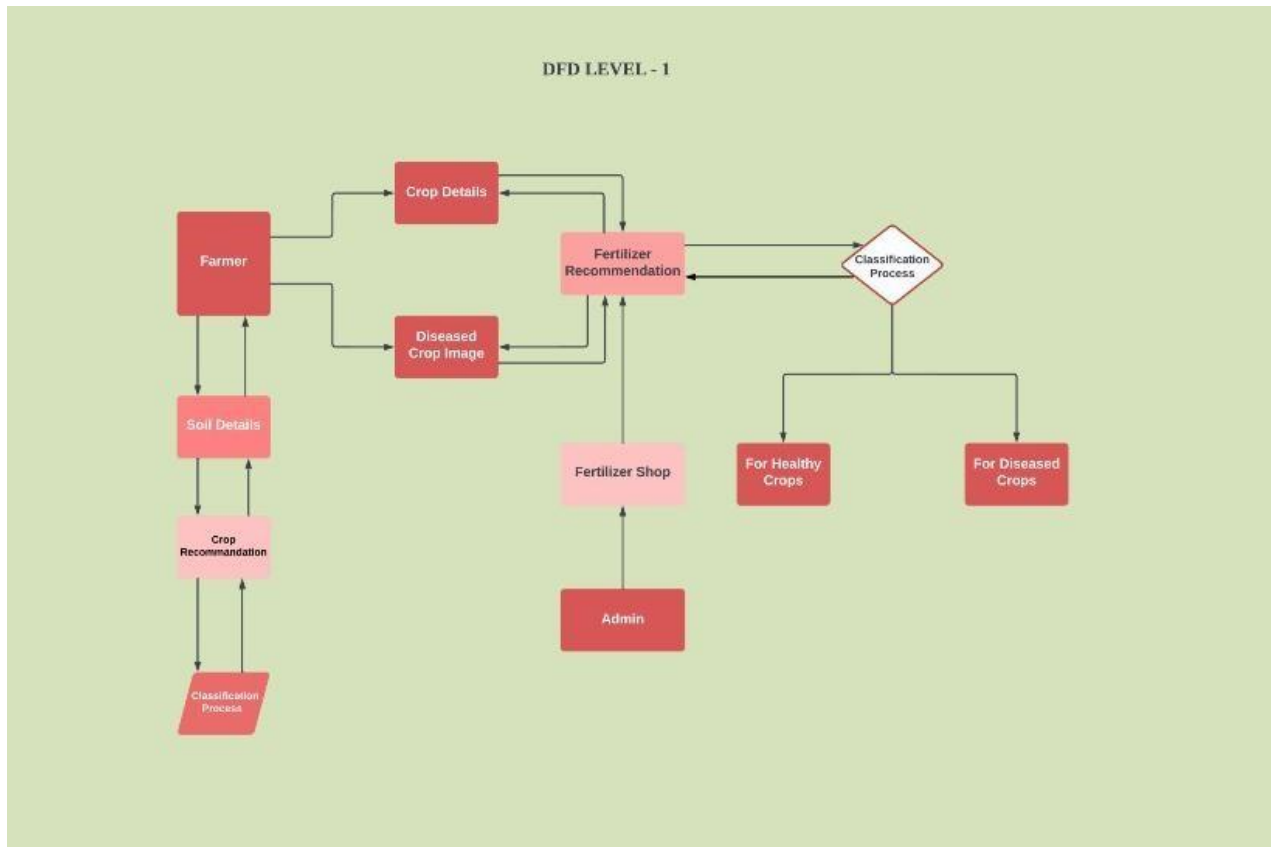 DFD LEVEL - 1
Crop Details
Farmer
Fertilizer
Recommendation
Classification
Process
Diseased
Crop Image
Soil Details
Fertilizer Shop
For Healthy
Crops
For Diseased
Crops
Crop
Recommandation
Admin
Classification
Process